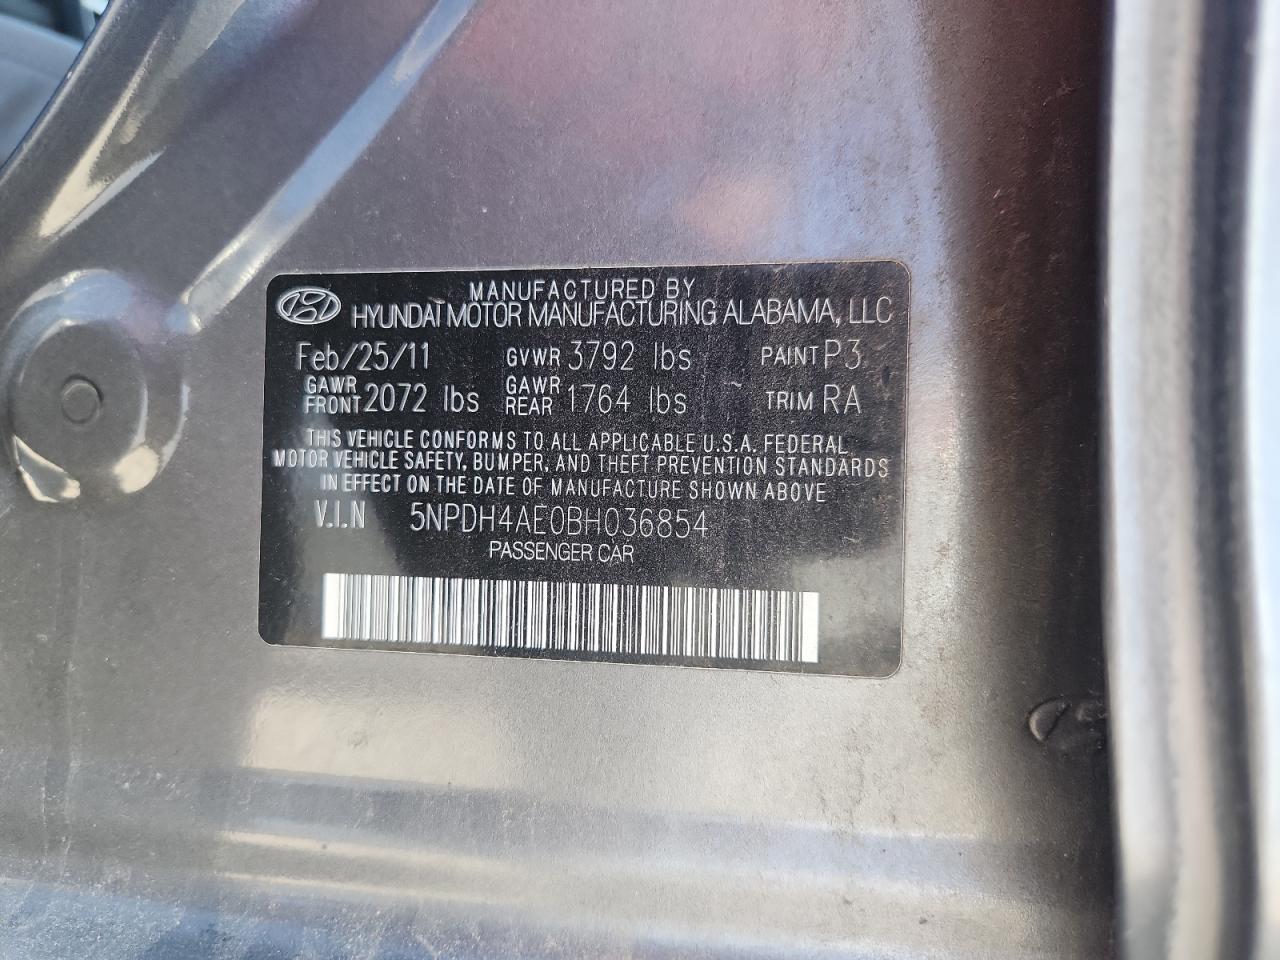 MANUFACTURED BY
HYUNDAI MOTOR MANUFACTURING ALABAMA, LLC
Feb/25/11 GVWR 3792 lbs PAINT P3
GAWR FRONT 2072 lbs GAWR REAR 1764 lbs TRIM RA
THIS VEHICLE CONFORMS TO ALL APPLICABLE U.S.A. FEDERAL
MOTOR VEHICLE SAFETY, BUMPER, AND THEFT PREVENTION STANDARDS
IN EFFECT ON THE DATE OF MANUFACTURE SHOWN ABOVE
V.I.N 5NPDH4AE0BH036854
PASSENGER CAR